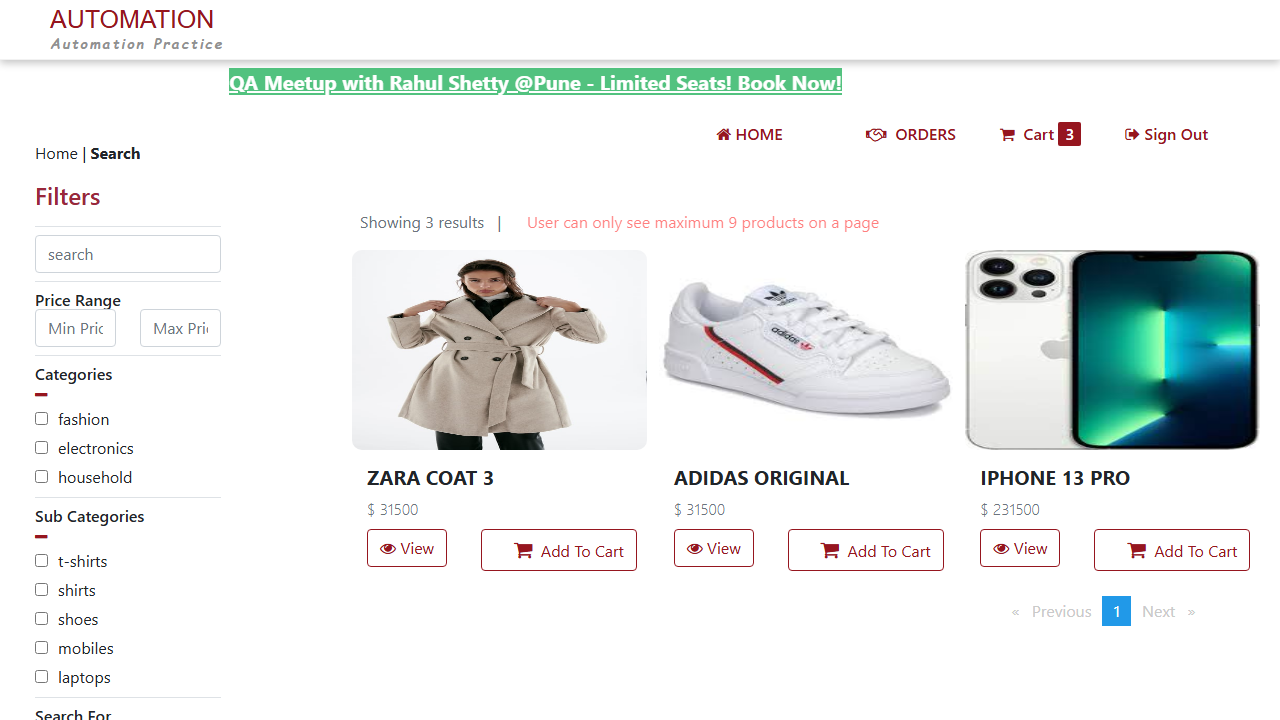 AUTOMATION
Automation Practice
QA Meetup with Rahul Shetty @Pune - Limited Seats! Book Now!
HOME
ORDERS
Cart 3
Sign Out
Home | Search
Filters
Showing 3 results |
User can only see maximum 9 products on a page
search
Price Range
Min Pric
Max Pri
Categories
fashion
electronics
household
Sub Categories
t-shirts
shirts
shoes
mobiles
laptops
Search For
adidas
ZARA COAT 3
$ 31500
View
Add To Cart
ADIDAS ORIGINAL
$ 31500
View
Add To Cart
IPHONE 13 PRO
$ 231500
View
Add To Cart
« Previous 1 Next »